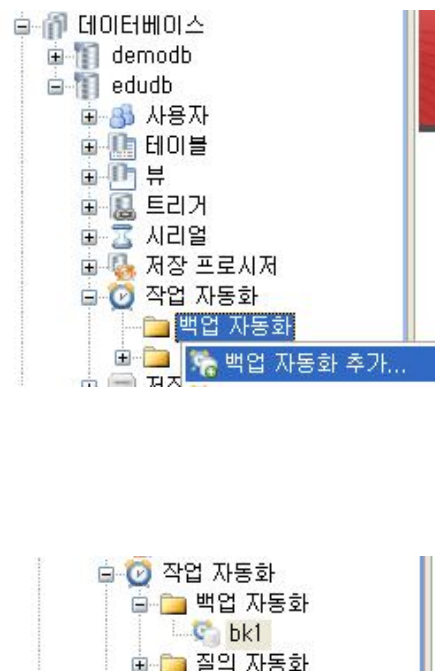 데이터베이스
demodb
edudb
사용자
테이블
뷰
트리거
시리얼
저장 프로시저
작업 자동화
백업 자동화
백업 자동화 추가...
작업 자동화
백업 자동화
bk1
질의 자동화